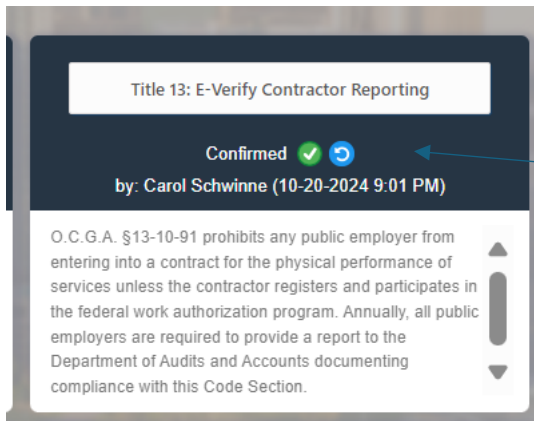 Title 13: E-Verify Contractor Reporting
Confirmed
by: Carol Schwinne (10-20-2024 9:01 PM)
O.C.G.A. §13-10-91 prohibits any public employer from
entering into a contract for the physical performance of
services unless the contractor registers and participates in
the federal work authorization program. Annually, all public
employers are required to provide a report to the
Department of Audits and Accounts documenting
compliance with this Code Section.